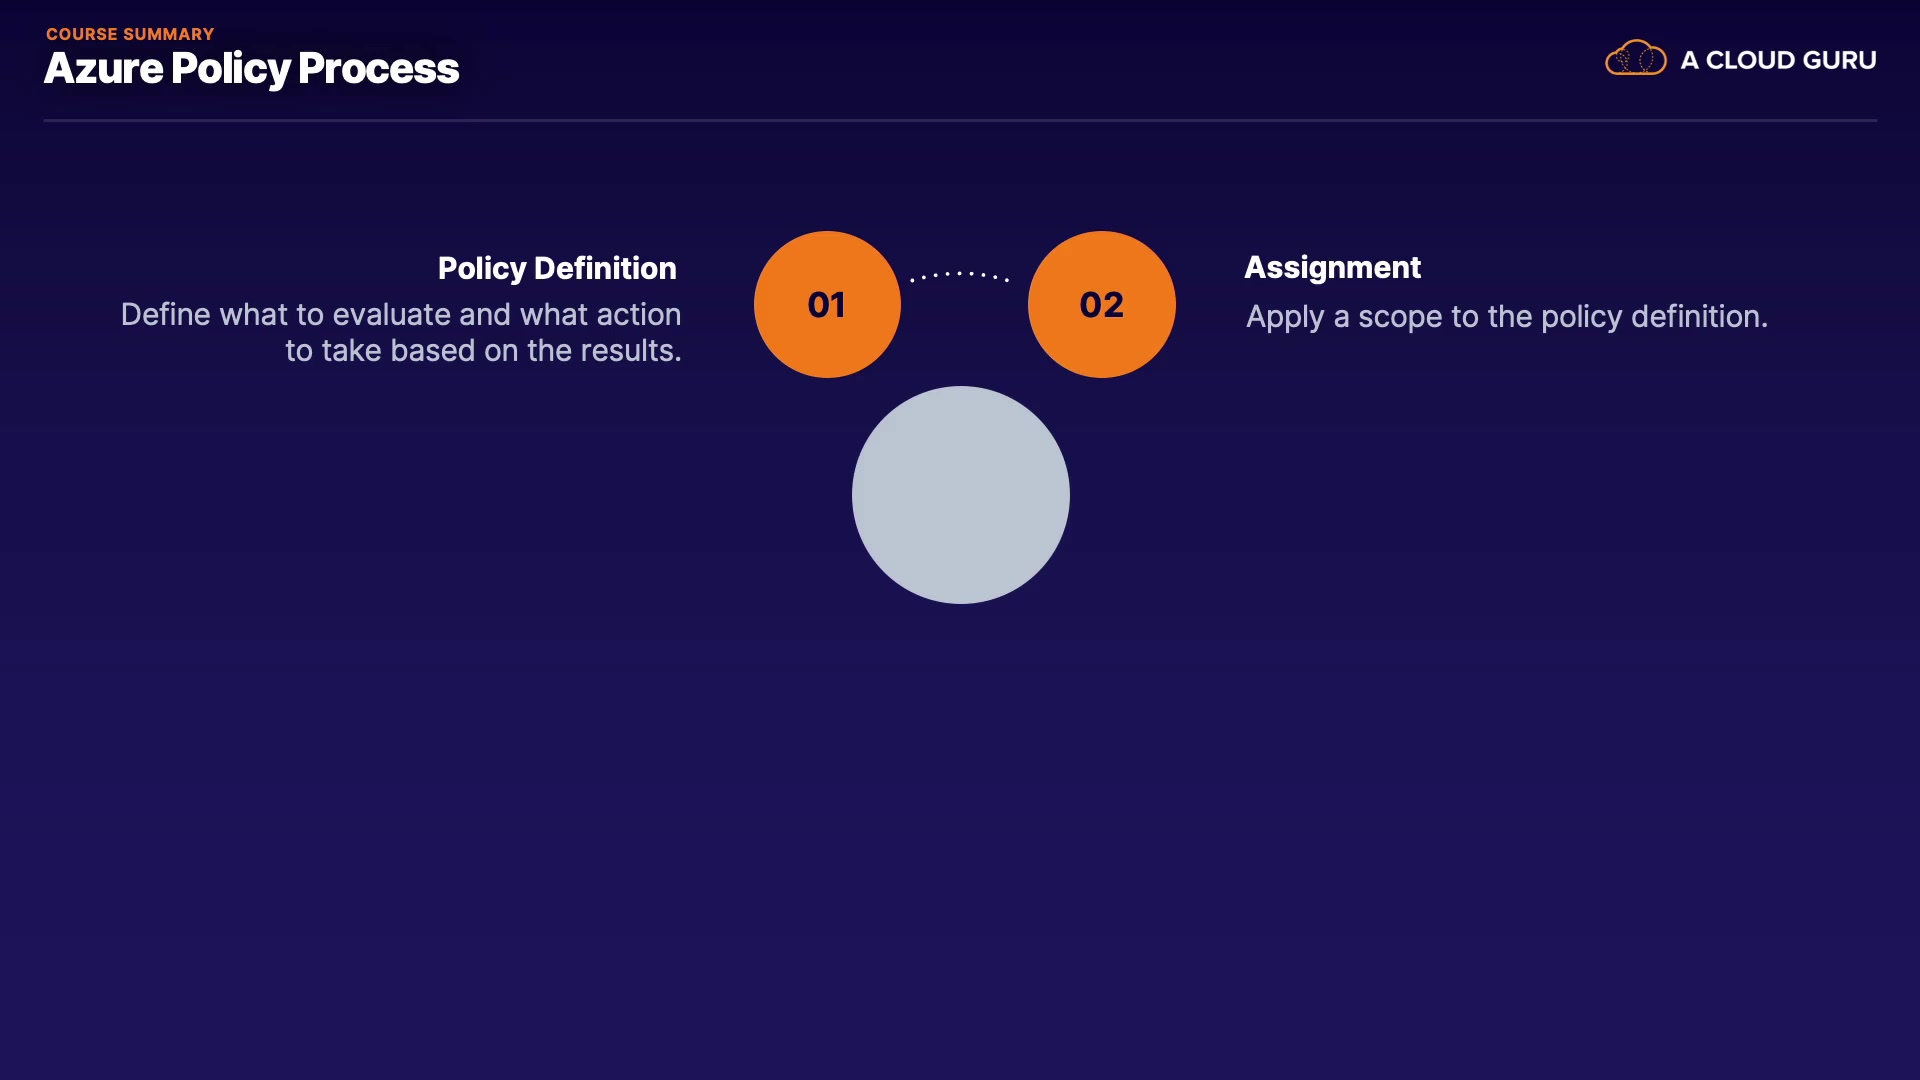 COURSE SUMMARY
Azure Policy Process
A CLOUD GURU
Policy Definition
Define what to evaluate and what action
to take based on the results.
01
02
Assignment
Apply a scope to the policy definition.